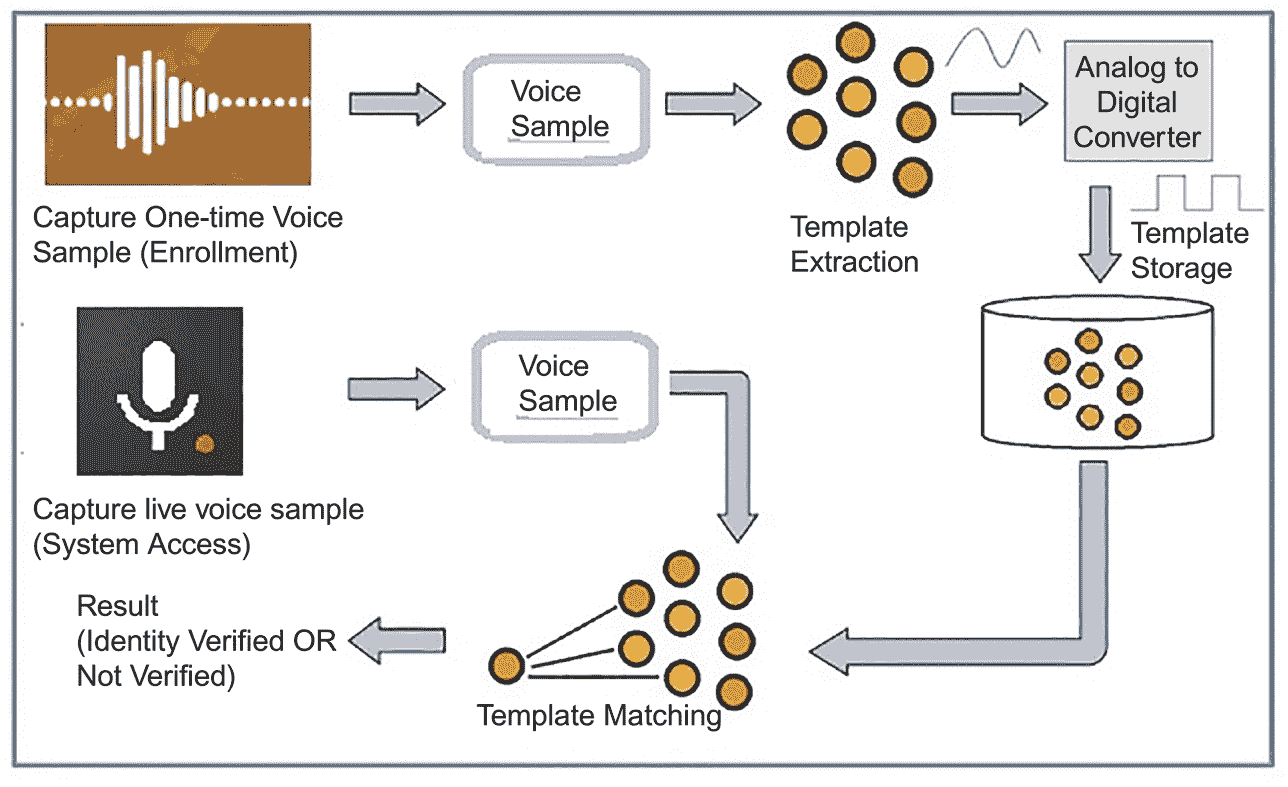 Voice
Sample
Analog to
Digital
Converter
Capture One-time Voice
Sample (Enrollment)
Template
Extraction
Template
Storage
Voice
Sample
Capture live voice sample
(System Access)
Result
(Identity Verified OR
Not Verified)
Template Matching